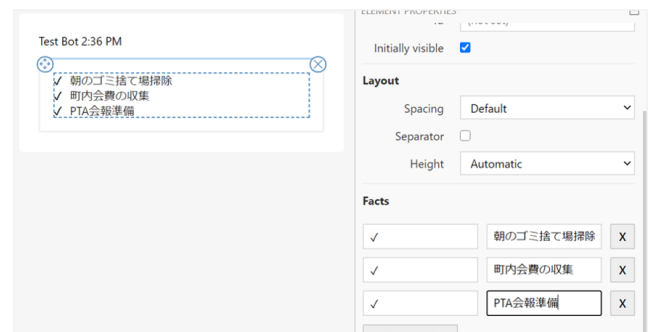 ELEMENT PROPERTIES
Test Bot 2:36 PM
✓ 朝のゴミ捨て場掃除
✓ 町内会費の収集
✓ PTA会報準備
Initially visible
Layout
Spacing Default
Separator
Height Automatic
Facts
✓ 朝のゴミ捨て場掃除 X
✓ 町内会費の収集 X
✓ PTA会報準備 X